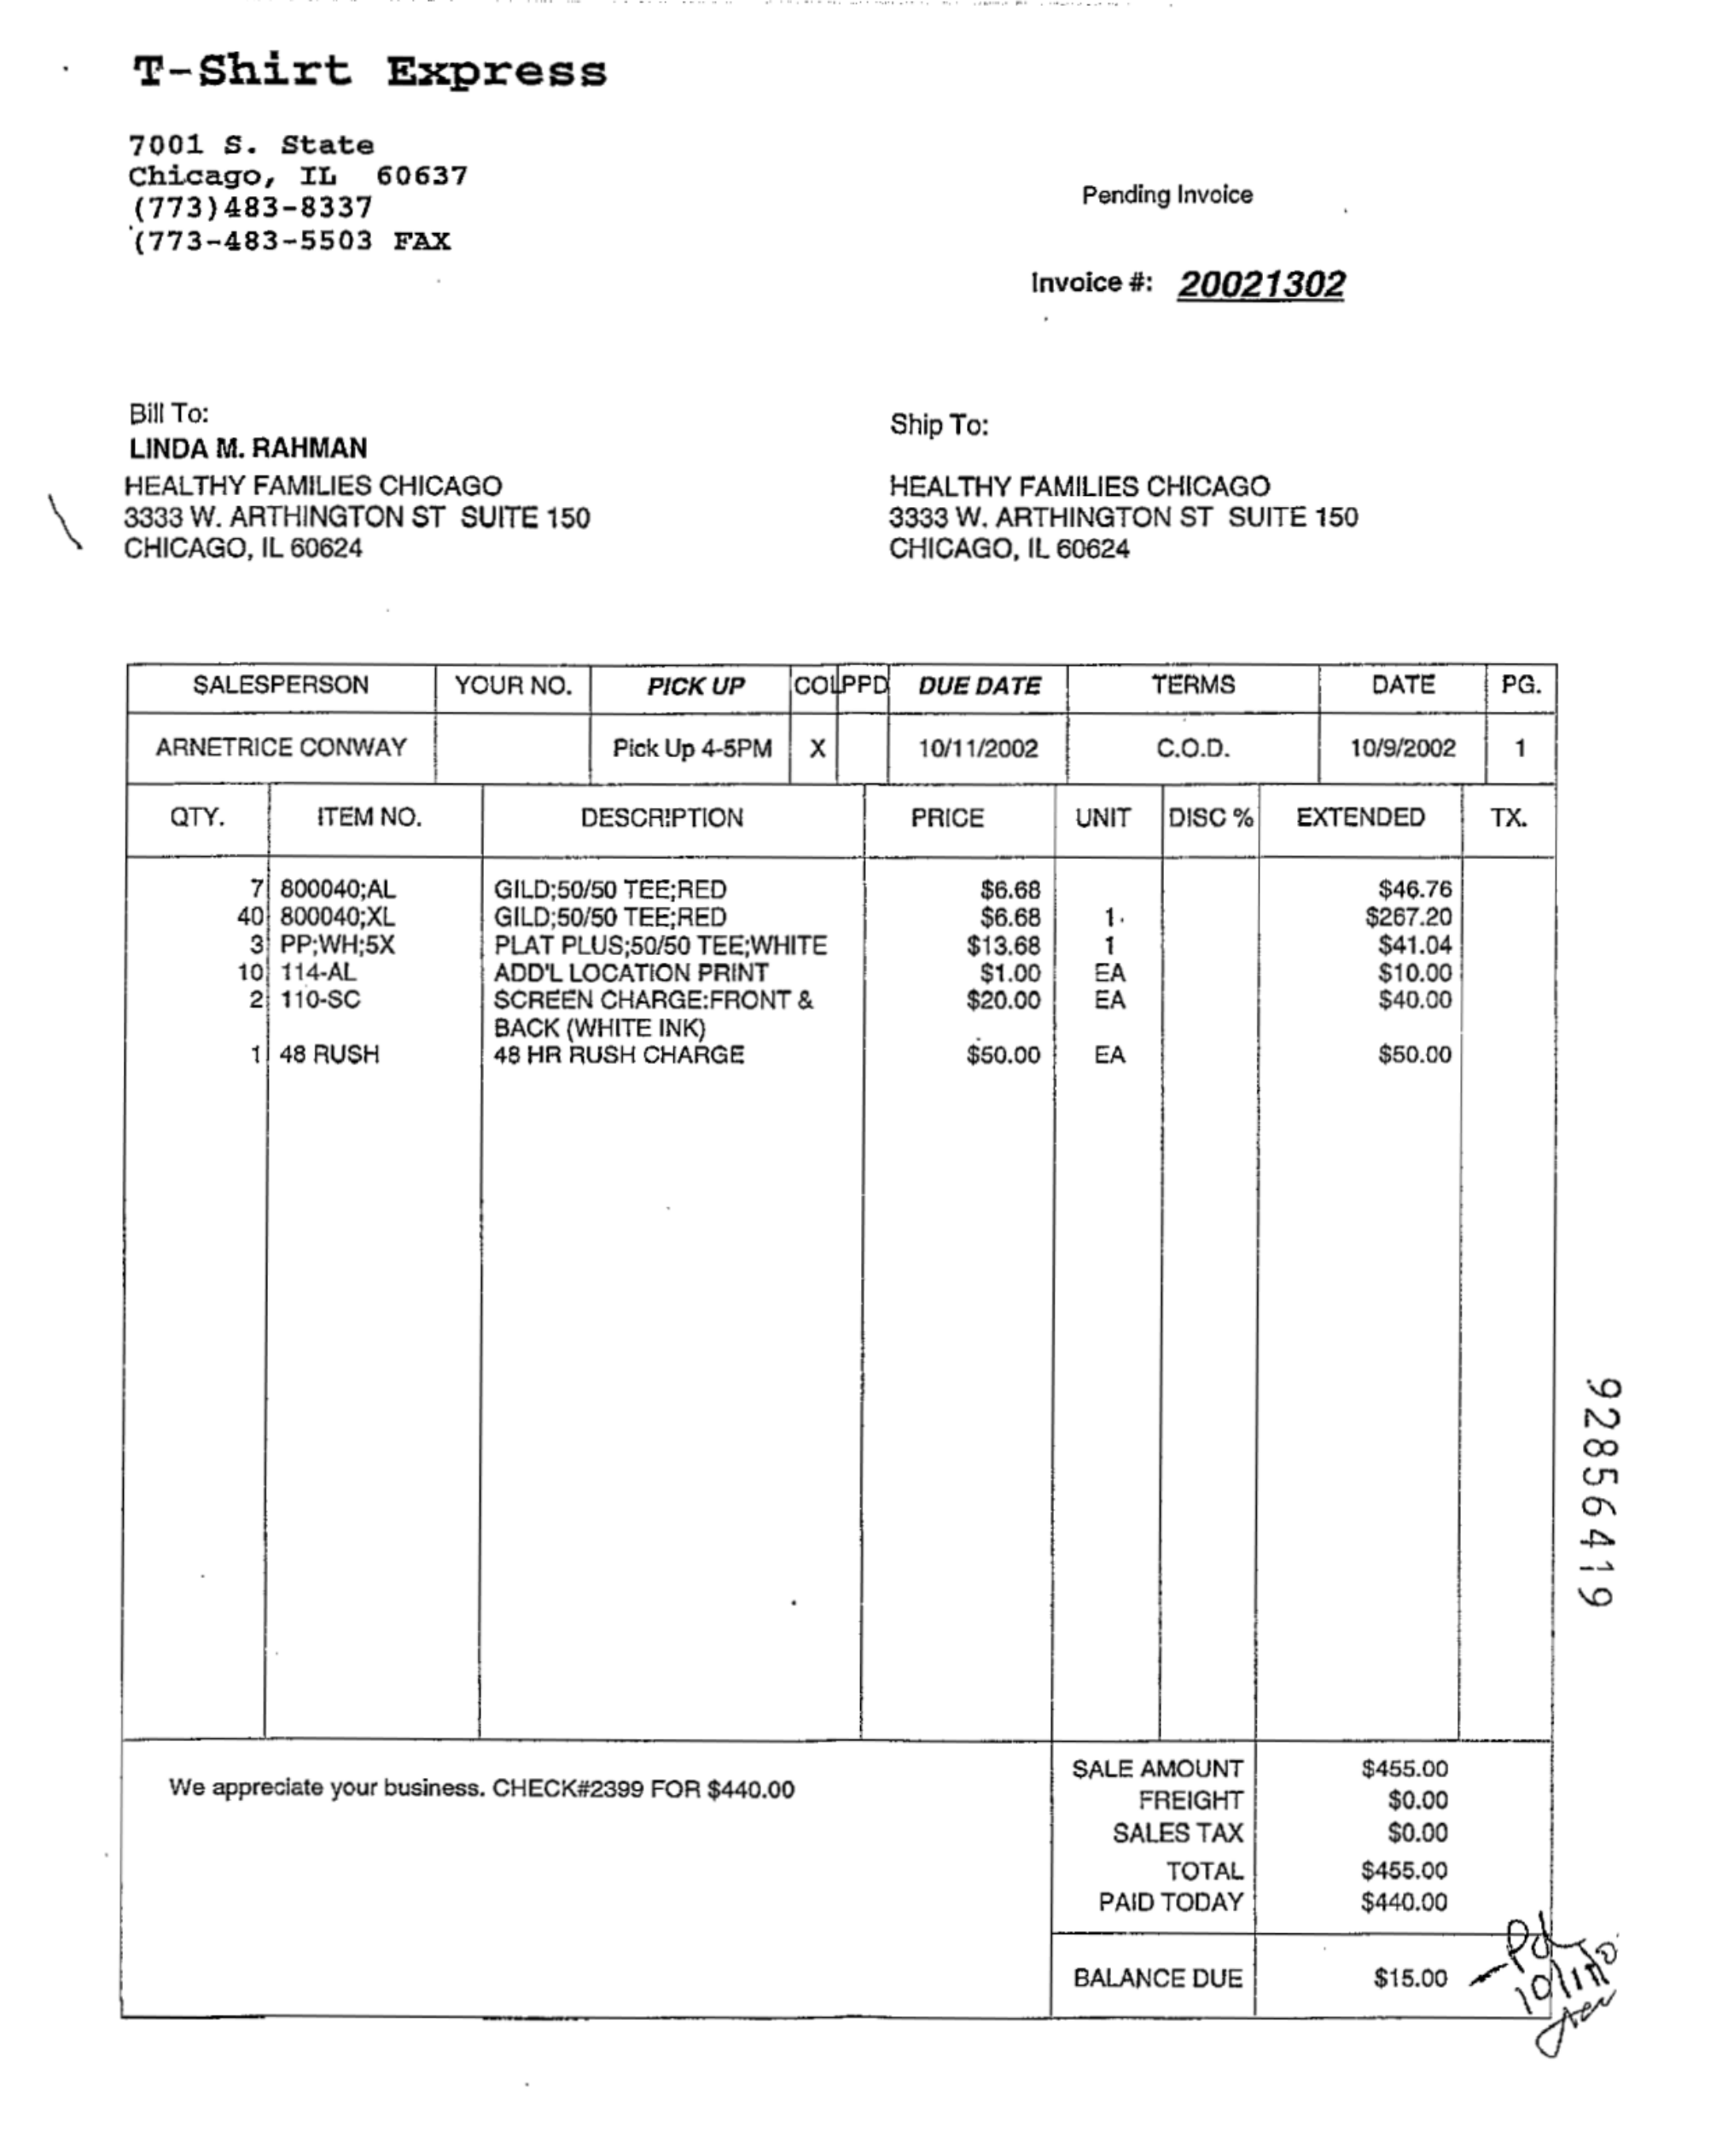 T-Shirt Express
7001 S. State
Chicago, IL 60637
(773)483-8337
(773-483-5503 FAX
Pending Invoice
Invoice #: 20021302
Bill To:
LINDA M. RAHMAN
HEALTHY FAMILIES CHICAGO
3333 W. ARTHINGTON ST SUITE 150
CHICAGO, IL 60624
Ship To:
HEALTHY FAMILIES CHICAGO
3333 W. ARTHINGTON ST SUITE 150
CHICAGO, IL 60624
SALESPERSON YOUR NO. PICK UP COL PPD DUE DATE TERMS DATE PG.
ARNETRICE CONWAY Pick Up 4-5PM X 10/11/2002 C.O.D. 10/9/2002 1
QTY. ITEM NO. DESCRIPTION PRICE UNIT DISC % EXTENDED TX.
7 800040;AL GILD;50/50 TEE;RED $6.68 $46.76
40 800040;XL GILD;50/50 TEE;RED $6.68 1 $267.20
3 PP;WH;5X PLAT PLUS;50/50 TEE;WHITE $13.68 1 $41.04
10 114-AL ADD'L LOCATION PRINT $1.00 EA $10.00
2 110-SC SCREEN CHARGE:FRONT & $20.00 EA $40.00
BACK (WHITE INK)
1 48 RUSH 48 HR RUSH CHARGE $50.00 EA $50.00
92856419
We appreciate your business. CHECK#2399 FOR $440.00
SALE AMOUNT $455.00
FREIGHT $0.00
SALES TAX $0.00
TOTAL $455.00
PAID TODAY $440.00
BALANCE DUE $15.00
Pd